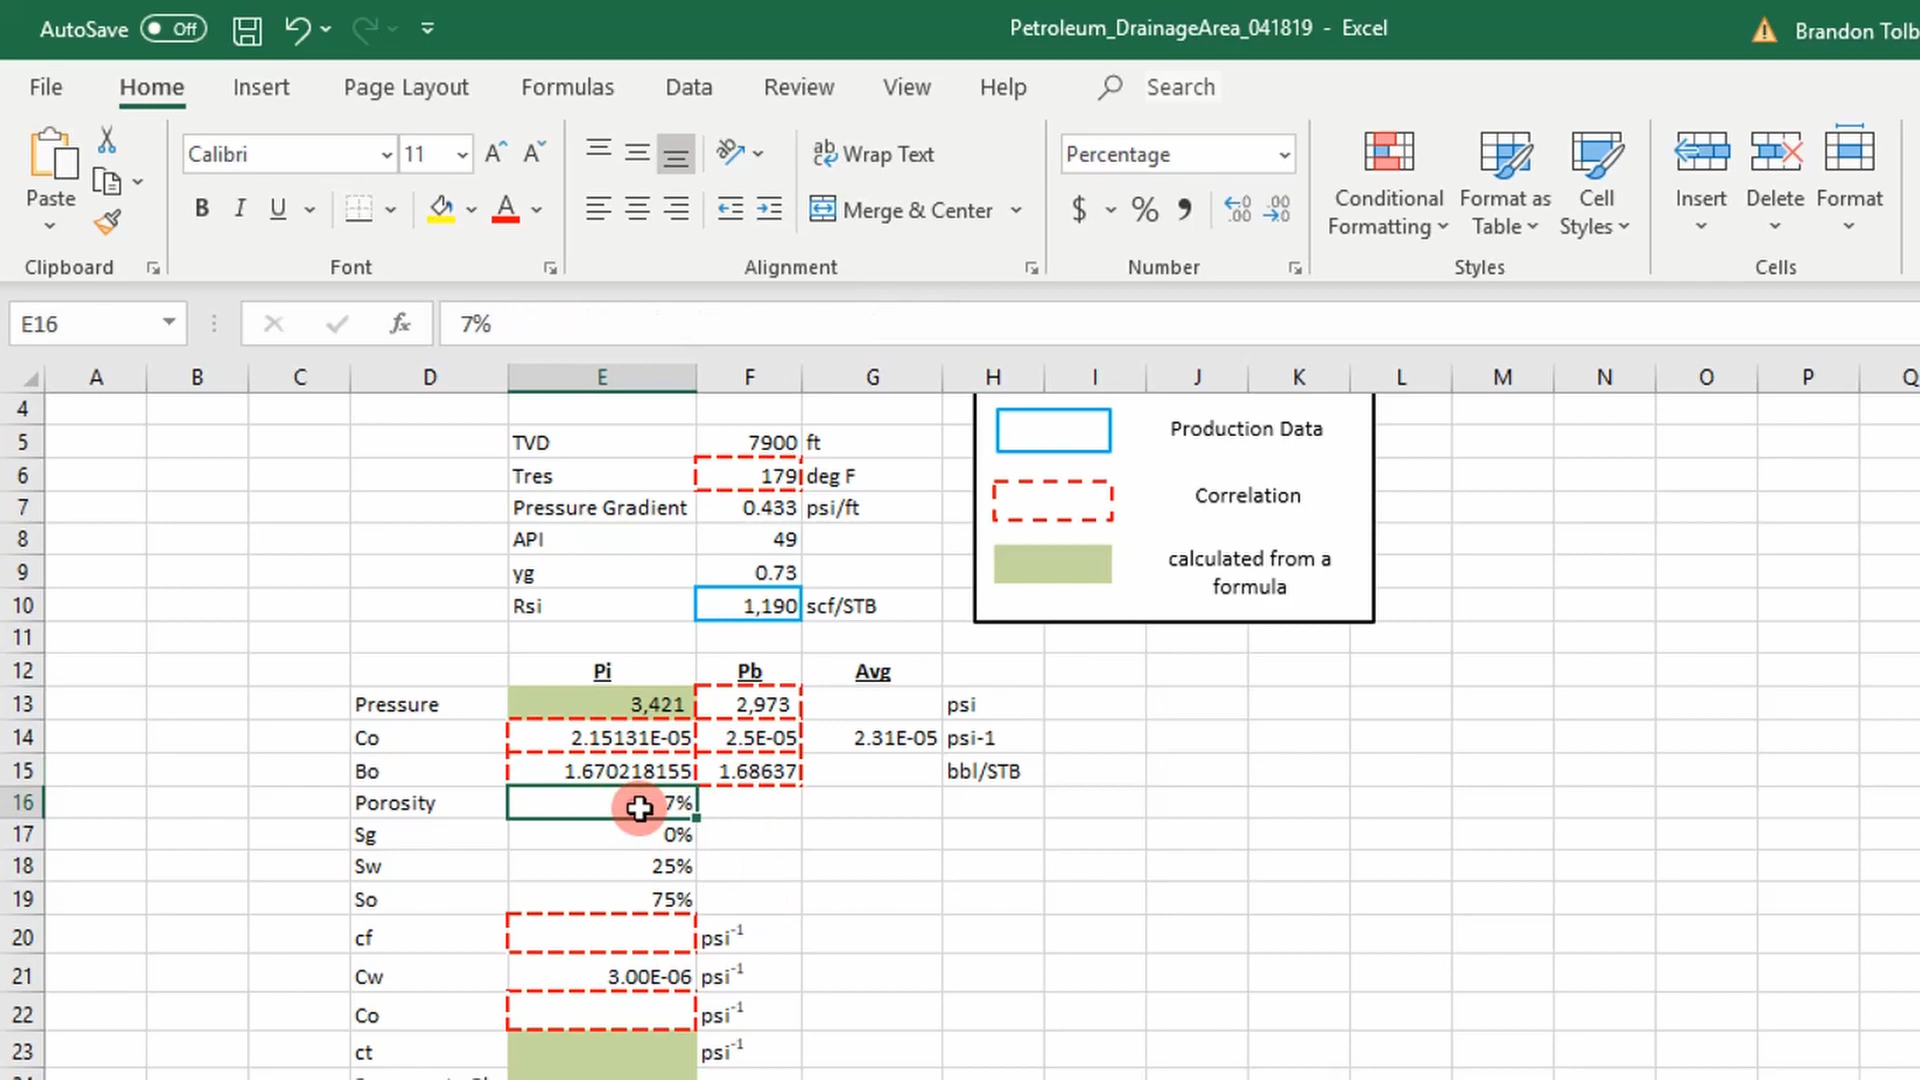 AutoSave Off Petroleum_DrainageArea_041819 - Excel Brandon Tolb
File Home Insert Page Layout Formulas Data Review View Help Search
Calibri 11 A^ Aˇ ab Wrap Text Percentage
Paste B I U A Merge & Center $ % , .00 .00 Conditional Formatting Format as Table Cell Styles Insert Delete Format
Clipboard Font Alignment Number Styles Cells
E16 fx 7%
A B C D E F G H I J K L M N O P Q
4 Production Data
5 TVD 7900 ft
6 Tres 179 deg F Correlation
7 Pressure Gradient 0.433 psi/ft
8 API 49
9 yg 0.73 calculated from a
formula
10 Rsi 1,190 scf/STB
11
12 Pi Pb Avg
13 Pressure 3,421 2,973 psi
14 Co 2.15131E-05 2.5E-05 2.31E-05 psi-1
15 Bo 1.670218155 1.68637 bbl/STB
16 Porosity 7%
17 Sg 0%
18 Sw 25%
19 So 75%
20 cf psi-1
21 Cw 3.00E-06 psi-1
22 Co psi-1
23 ct psi-1